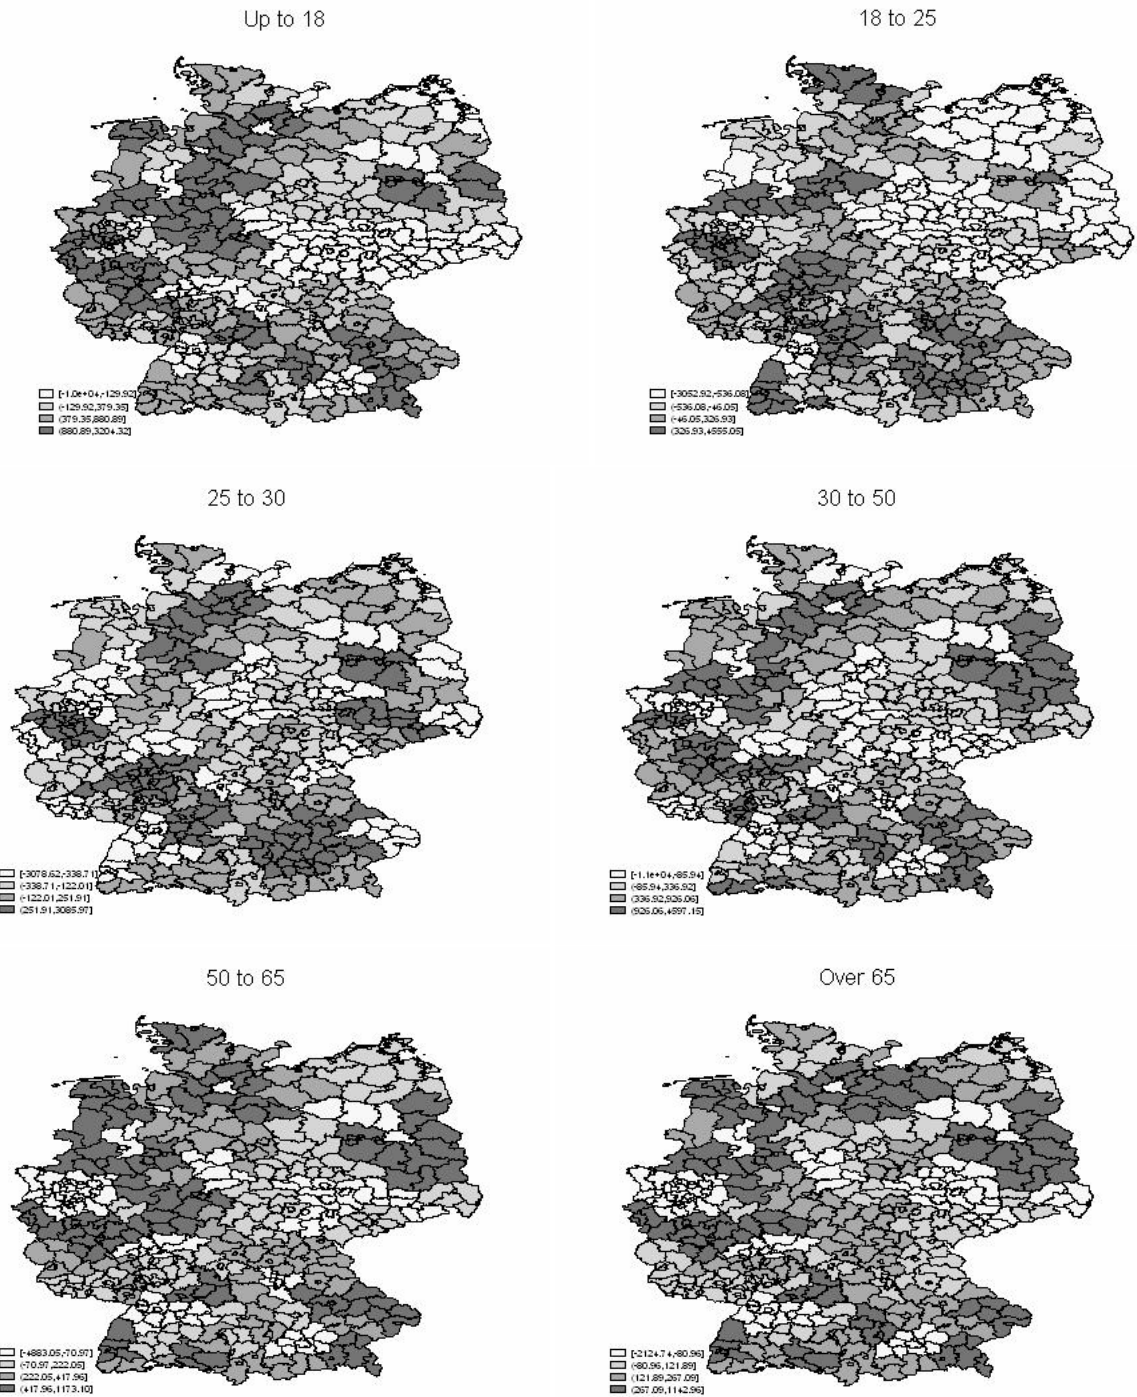 Up to 18
18 to 25
[-1.0e+04,-129.92]
(-129.92,379.35]
(379.35,880.89]
(880.89,3204.32]
[-3052.92,-536.08]
(-536.08,-46.05]
(-46.05,326.93]
(326.93,4555.05]
25 to 30
30 to 50
[-3078.62,-338.71]
(-338.71,-122.01]
(-122.01,251.91]
(251.91,3085.97]
[-1.1e+04,-85.94]
(-85.94,336.92]
(336.92,926.06]
(926.06,4597.15]
50 to 65
Over 65
[-4883.05,-70.97]
(-70.97,222.05]
(222.05,417.96]
(417.96,1173.10]
[-2124.74,-80.96]
(-80.96,121.89]
(121.89,267.09]
(267.09,1142.96]